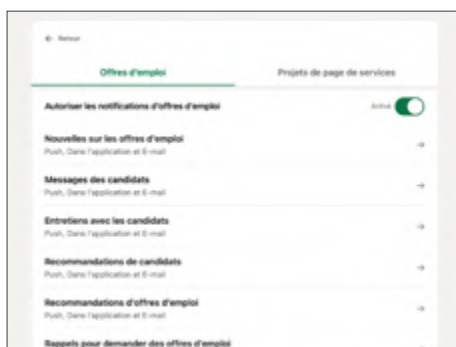 ← Retour
Offres d'emploi
Projets de page de services
Autoriser les notifications d'offres d'emploi
Activé
Nouvelles sur les offres d'emploi
Push, Dans l'application et E-mail
Messages des candidats
Push, Dans l'application et E-mail
Entretiens avec les candidats
Push, Dans l'application et E-mail
Recommandations de candidats
Push, Dans l'application et E-mail
Recommandations d'offres d'emploi
Push, Dans l'application et E-mail
Rappels pour demander des offres d'emploi